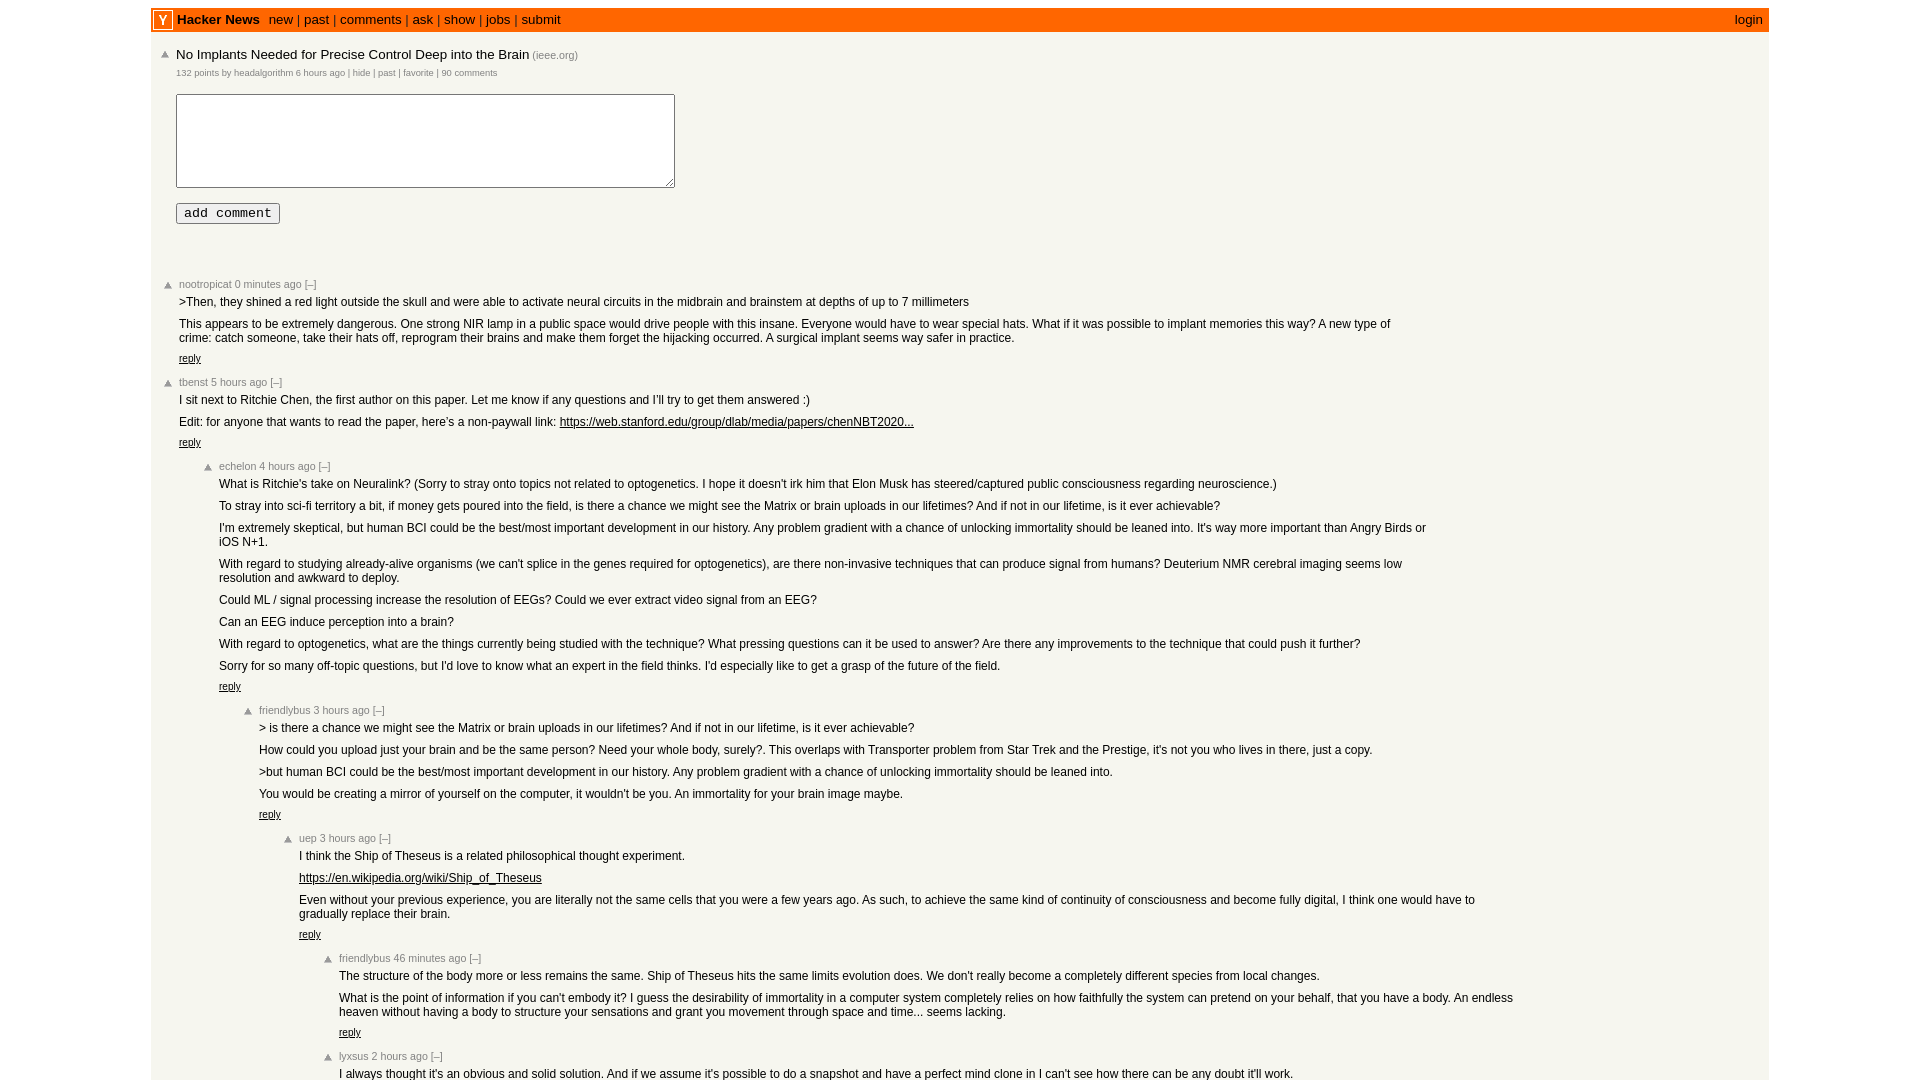 Y Hacker News new | past | comments | ask | show | jobs | submit login
No Implants Needed for Precise Control Deep into the Brain (ieee.org)
132 points by headalgorithm 6 hours ago | hide | past | favorite | 90 comments
add comment
nootropicat 0 minutes ago [–]
>Then, they shined a red light outside the skull and were able to activate neural circuits in the midbrain and brainstem at depths of up to 7 millimeters
This appears to be extremely dangerous. One strong NIR lamp in a public space would drive people with this insane. Everyone would have to wear special hats. What if it was possible to implant memories this way? A new type of
crime: catch someone, take their hats off, reprogram their brains and make them forget the hijacking occurred. A surgical implant seems way safer in practice.
reply
tbenst 5 hours ago [–]
I sit next to Ritchie Chen, the first author on this paper. Let me know if any questions and I’ll try to get them answered :)
Edit: for anyone that wants to read the paper, here’s a non-paywall link: https://web.stanford.edu/group/dlab/media/papers/chenNBT2020...
reply
echelon 4 hours ago [–]
What is Ritchie's take on Neuralink? (Sorry to stray onto topics not related to optogenetics. I hope it doesn't irk him that Elon Musk has steered/captured public consciousness regarding neuroscience.)
To stray into sci-fi territory a bit, if money gets poured into the field, is there a chance we might see the Matrix or brain uploads in our lifetimes? And if not in our lifetime, is it ever achievable?
I'm extremely skeptical, but human BCI could be the best/most important development in our history. Any problem gradient with a chance of unlocking immortality should be leaned into. It's way more important than Angry Birds or
iOS N+1.
With regard to studying already-alive organisms (we can't splice in the genes required for optogenetics), are there non-invasive techniques that can produce signal from humans? Deuterium NMR cerebral imaging seems low
resolution and awkward to deploy.
Could ML / signal processing increase the resolution of EEGs? Could we ever extract video signal from an EEG?
Can an EEG induce perception into a brain?
With regard to optogenetics, what are the things currently being studied with the technique? What pressing questions can it be used to answer? Are there any improvements to the technique that could push it further?
Sorry for so many off-topic questions, but I'd love to know what an expert in the field thinks. I'd especially like to get a grasp of the future of the field.
reply
friendlybus 3 hours ago [–]
> is there a chance we might see the Matrix or brain uploads in our lifetimes? And if not in our lifetime, is it ever achievable?
How could you upload just your brain and be the same person? Need your whole body, surely?. This overlaps with Transporter problem from Star Trek and the Prestige, it's not you who lives in there, just a copy.
>but human BCI could be the best/most important development in our history. Any problem gradient with a chance of unlocking immortality should be leaned into.
You would be creating a mirror of yourself on the computer, it wouldn't be you. An immortality for your brain image maybe.
reply
uep 3 hours ago [–]
I think the Ship of Theseus is a related philosophical thought experiment.
https://en.wikipedia.org/wiki/Ship_of_Theseus
Even without your previous experience, you are literally not the same cells that you were a few years ago. As such, to achieve the same kind of continuity of consciousness and become fully digital, I think one would have to
gradually replace their brain.
reply
friendlybus 46 minutes ago [–]
The structure of the body more or less remains the same. Ship of Theseus hits the same limits evolution does. We don't really become a completely different species from local changes.
What is the point of information if you can't embody it? I guess the desirability of immortality in a computer system completely relies on how faithfully the system can pretend on your behalf, that you have a body. An endless
heaven without having a body to structure your sensations and grant you movement through space and time... seems lacking.
reply
lyxsus 2 hours ago [–]
I always thought it's an obvious and solid solution. And if we assume it's possible to do a snapshot and have a perfect mind clone in I can't see how there can be any doubt it'll work.